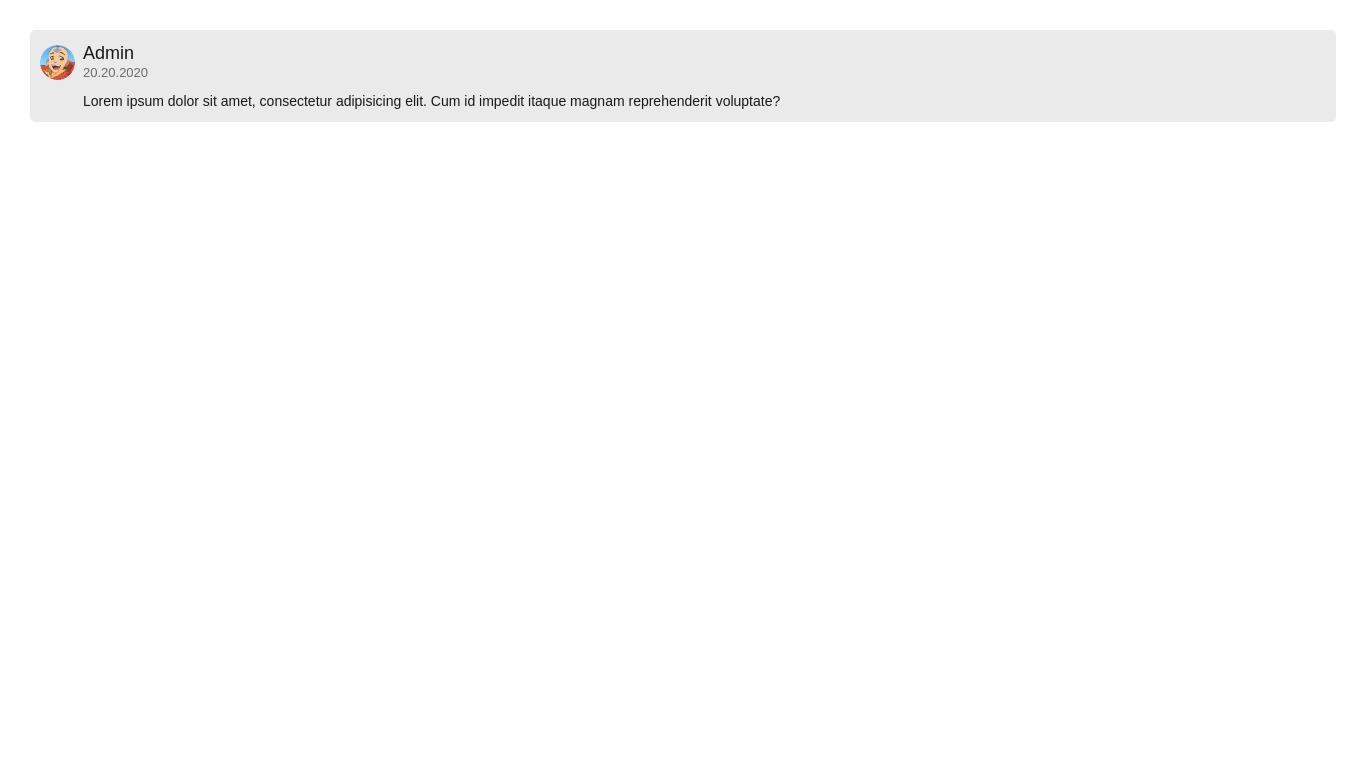 Admin
20.20.2020
Lorem ipsum dolor sit amet, consectetur adipisicing elit. Cum id impedit itaque magnam reprehenderit voluptate?